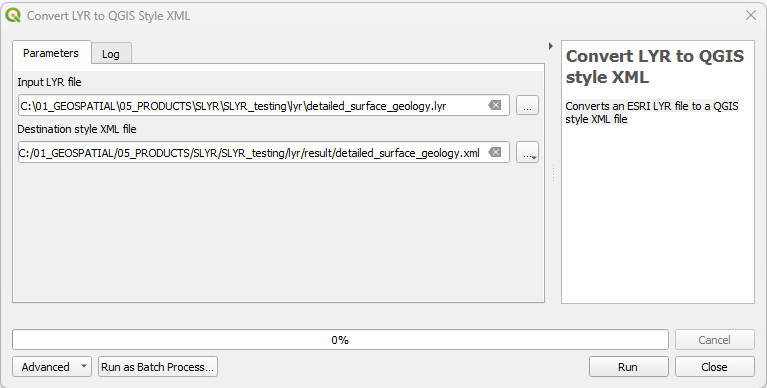 Convert LYR to QGIS Style XML
Parameters
Log
Input LYR file
C:\01_GEOSPATIAL\05_PRODUCTS\SLYR\SLYR_testing\lyr\detailed_surface_geology.lyr
...
Destination style XML file
C:/01_GEOSPATIAL/05_PRODUCTS/SLYR/SLYR_testing/lyr/result/detailed_surface_geology.xml
...
Convert LYR to QGIS
style XML
Converts an ESRI LYR file to a QGIS
style XML file
0%
Cancel
Advanced
Run as Batch Process...
Run
Close